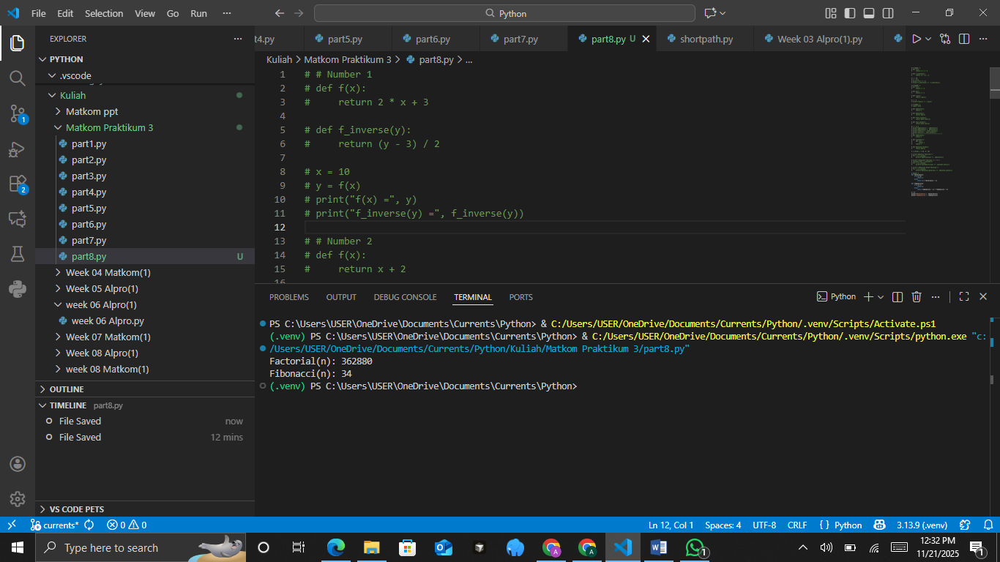 File Edit Selection View Go Run ···
Python
EXPLORER
PYTHON
.vscode
Kuliah
Matkom ppt
Matkom Praktikum 3
part1.py
part2.py
part3.py
part4.py
part5.py
part6.py
part7.py
part8.py U
Week 04 Matkom(1)
Week 05 Alpro(1)
week 06 Alpro(1)
week 06 Alpro.py
Week 07 Matkom(1)
Week 08 Alpro(1)
week 08 Matkom(1)
OUTLINE
TIMELINE part8.py
File Saved now
File Saved 12 mins
VS CODE PETS
1
2
t4.py part5.py part6.py part7.py part8.py U shortpath.py Week 03 Alpro(1).py
Kuliah > Matkom Praktikum 3 > part8.py > ...
1 # # Number 1
2 # def f(x):
3 #     return 2 * x + 3
4
5 # def f_inverse(y):
6 #     return (y - 3) / 2
7
8 # x = 10
9 # y = f(x)
10 # print("f(x) =", y)
11 # print("f_inverse(y) =", f_inverse(y))
12
13 # # Number 2
14 # def f(x):
15 #     return x + 2
16
PROBLEMS OUTPUT DEBUG CONSOLE TERMINAL PORTS
Python
PS C:\Users\USER\OneDrive\Documents\Currents\Python> & C:/Users/USER/OneDrive/Documents/Currents/Python/.venv/Scripts/Activate.ps1
(.venv) PS C:\Users\USER\OneDrive\Documents\Currents\Python> & C:/Users/USER/OneDrive/Documents/Currents/Python/.venv/Scripts/python.exe "c:
/Users/USER/OneDrive/Documents/Currents/Python/Kuliah/Matkom Praktikum 3/part8.py"
Factorial(n): 362880
Fibonacci(n): 34
(.venv) PS C:\Users\USER\OneDrive\Documents\Currents\Python>
currents* 0 0 Ln 12, Col 1 Spaces: 4 UTF-8 CRLF { } Python 3.13.9 (.venv)
Type here to search
1
12:32 PM
11/21/2025
1